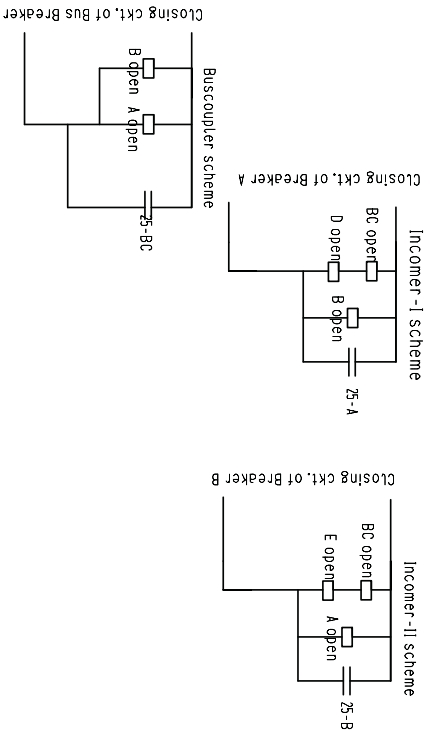 Closing ckt. of Bus Breaker
B open
A open
25-BC
Buscoupler scheme
Closing ckt. of Breaker A
BC open
D open
B open
25-A
Incomer-I scheme
Closing ckt. of Breaker B
BC open
E open
A open
25-B
Incomer-II scheme